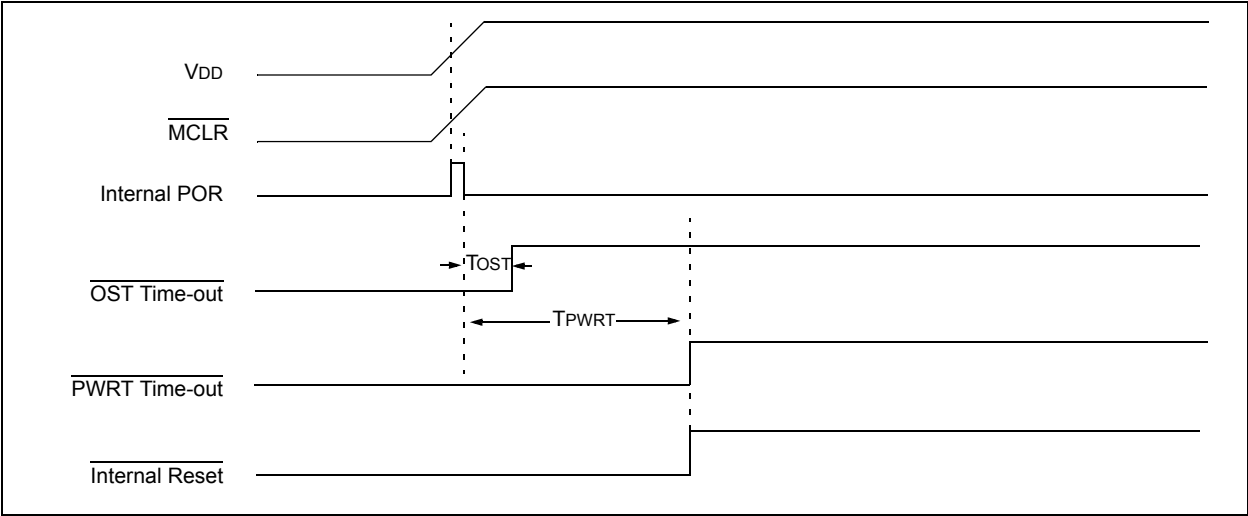 VDD
MCLR
Internal POR
TOST
OST Time-out
TPWRT
PWRT Time-out
Internal Reset